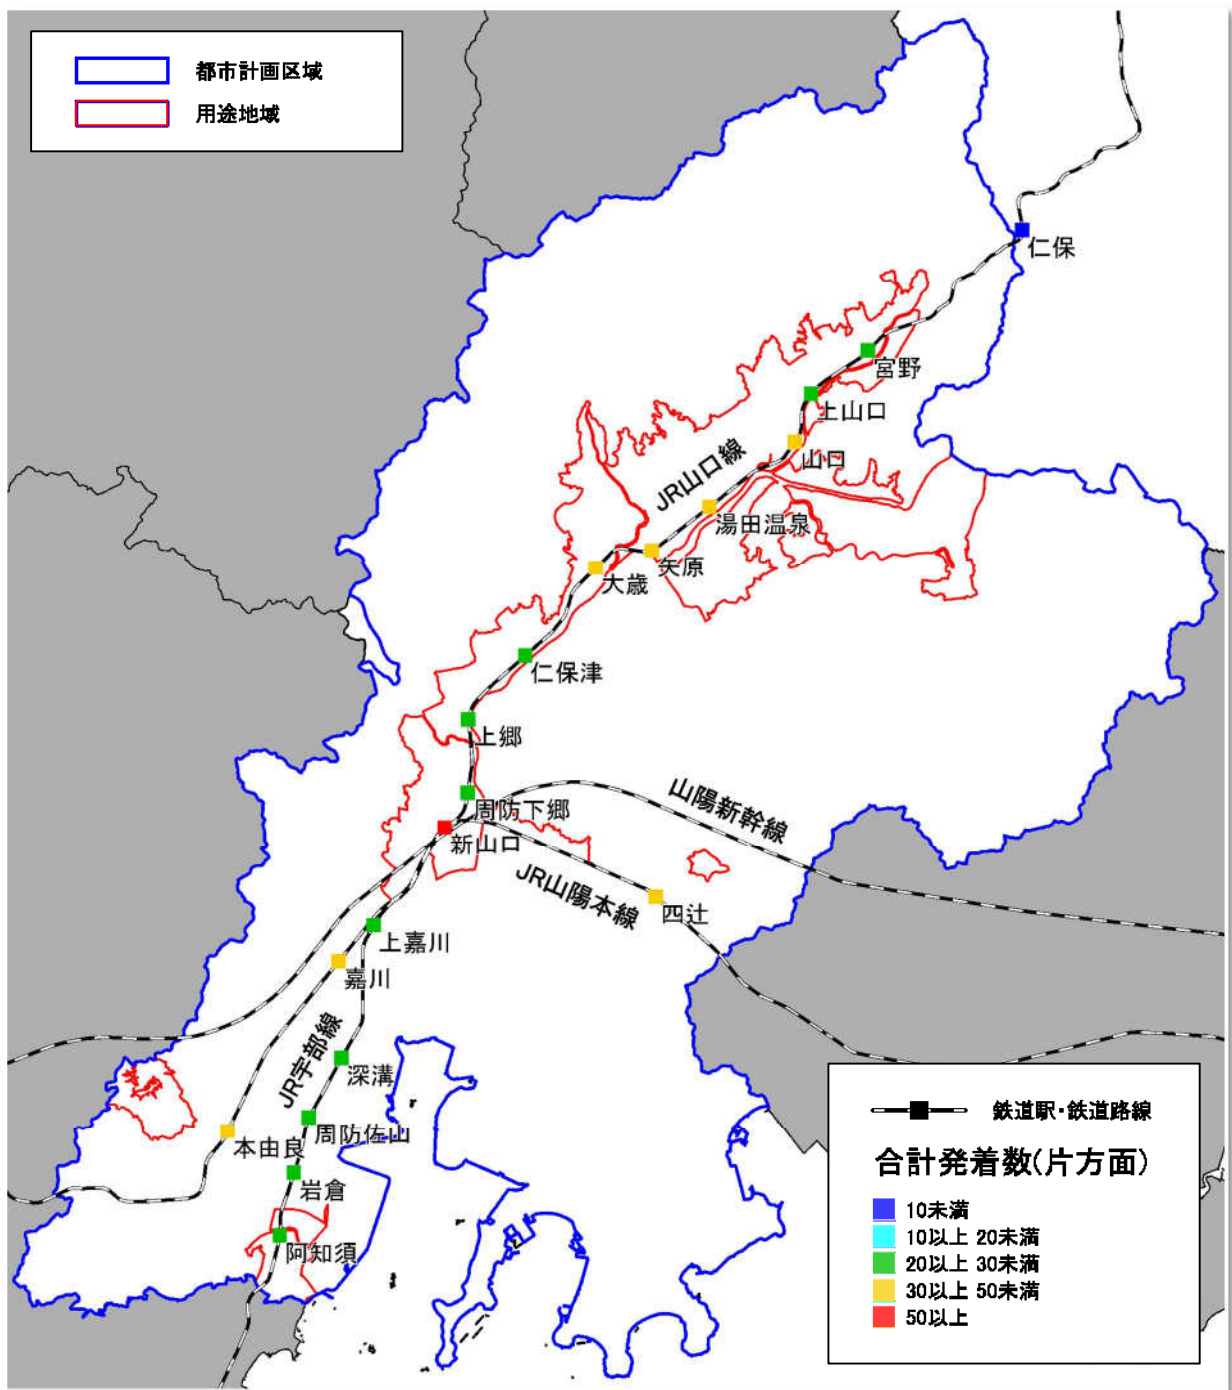 都市計画区域
用途地域
仁保
宮野
上山口
山口
JR山口線
湯田温泉
矢原
大歳
仁保津
上郷
周防下郷
山陽新幹線
新山口
JR山陽本線
四辻
上嘉川
嘉川
JR宇部線
深溝
周防佐山
本由良
岩倉
阿知須
鉄道駅・鉄道路線
合計発着数(片方面)
10未満
10以上 20未満
20以上 30未満
30以上 50未満
50以上